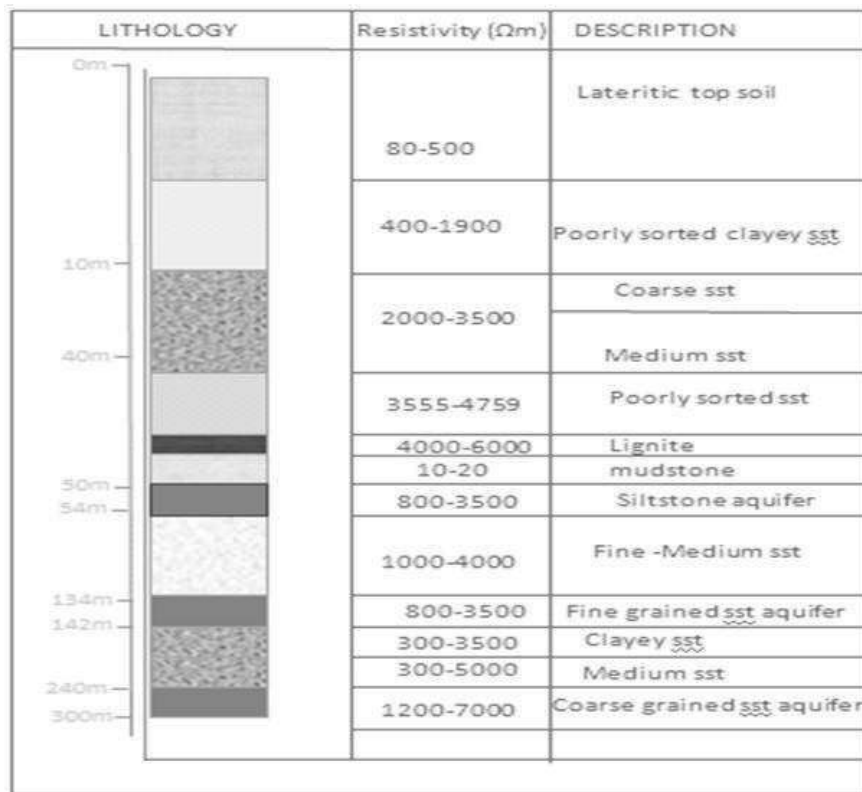 LITHOLOGY Resistivity (Ωm) DESCRIPTION
0m
Lateritic top soil
80-500
400-1900 Poorly sorted clayey sst
10m
Coarse sst
2000-3500
40m Medium sst
3555-4759 Poorly sorted sst
4000-6000 Lignite
10-20 mudstone
50m
54m 800-3500 Siltstone aquifer
1000-4000 Fine -Medium sst
134m
800-3500 Fine grained sst aquifer
142m
300-3500 Clayey sst
300-5000 Medium sst
240m
1200-7000 Coarse grained sst aquifer
300m